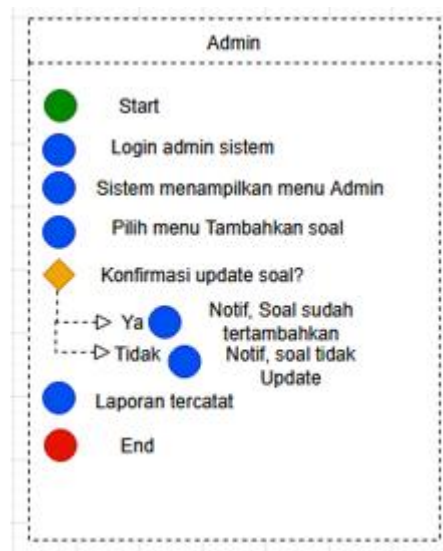 Admin
Start
Login admin sistem
Sistem menampilkan menu Admin
Pilih menu Tambahkan soal
Konfirmasi update soal?
Ya
Notif, Soal sudah
tertambahkan
Tidak
Notif, soal tidak
Update
Laporan tercatat
End